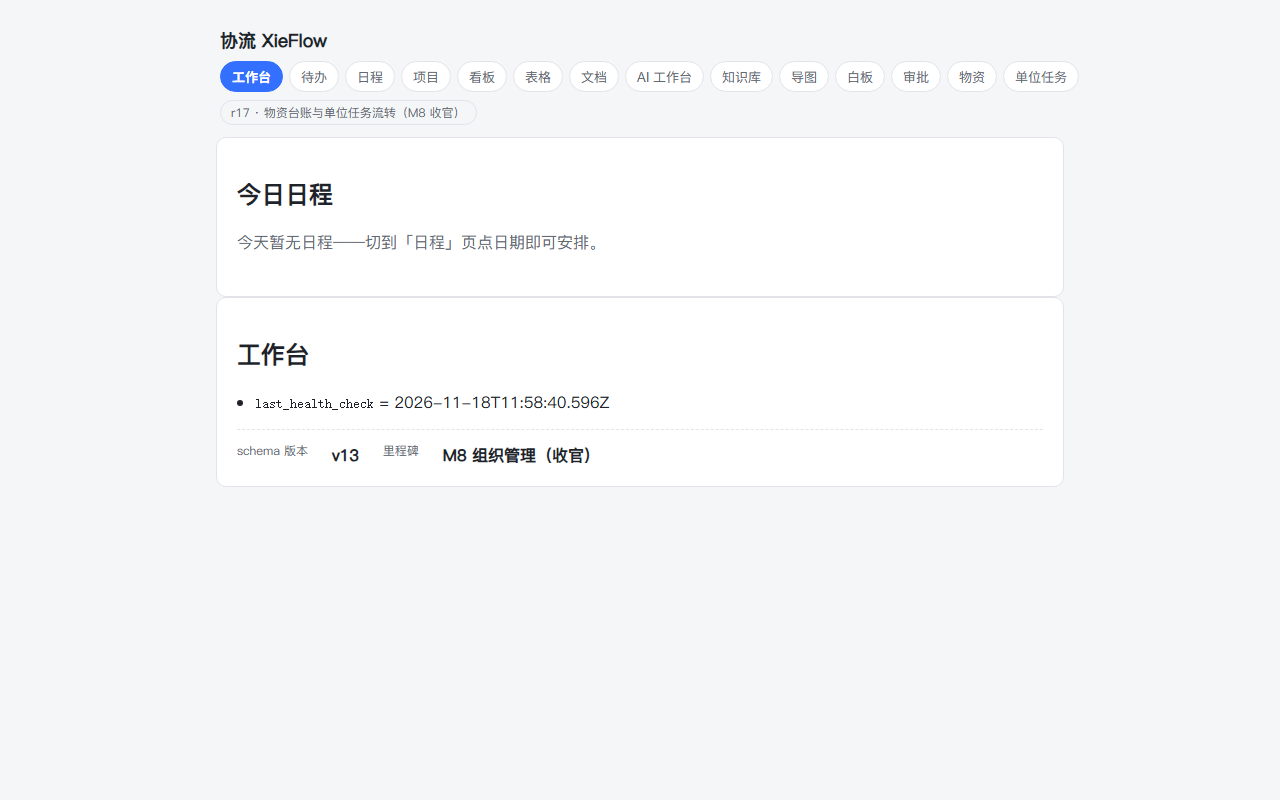 协流 XieFlow
工作台 待办 日程 项目 看板 表格 文档 AI 工作台 知识库 导图 白板 审批 物资 单位任务
r17 · 物资台账与单位任务流转（M8 收官）
今日日程
今天暂无日程——切到「日程」页点日期即可安排。
工作台
last_health_check = 2026-11-18T11:58:40.596Z
schema 版本 v13 里程碑 M8 组织管理（收官）